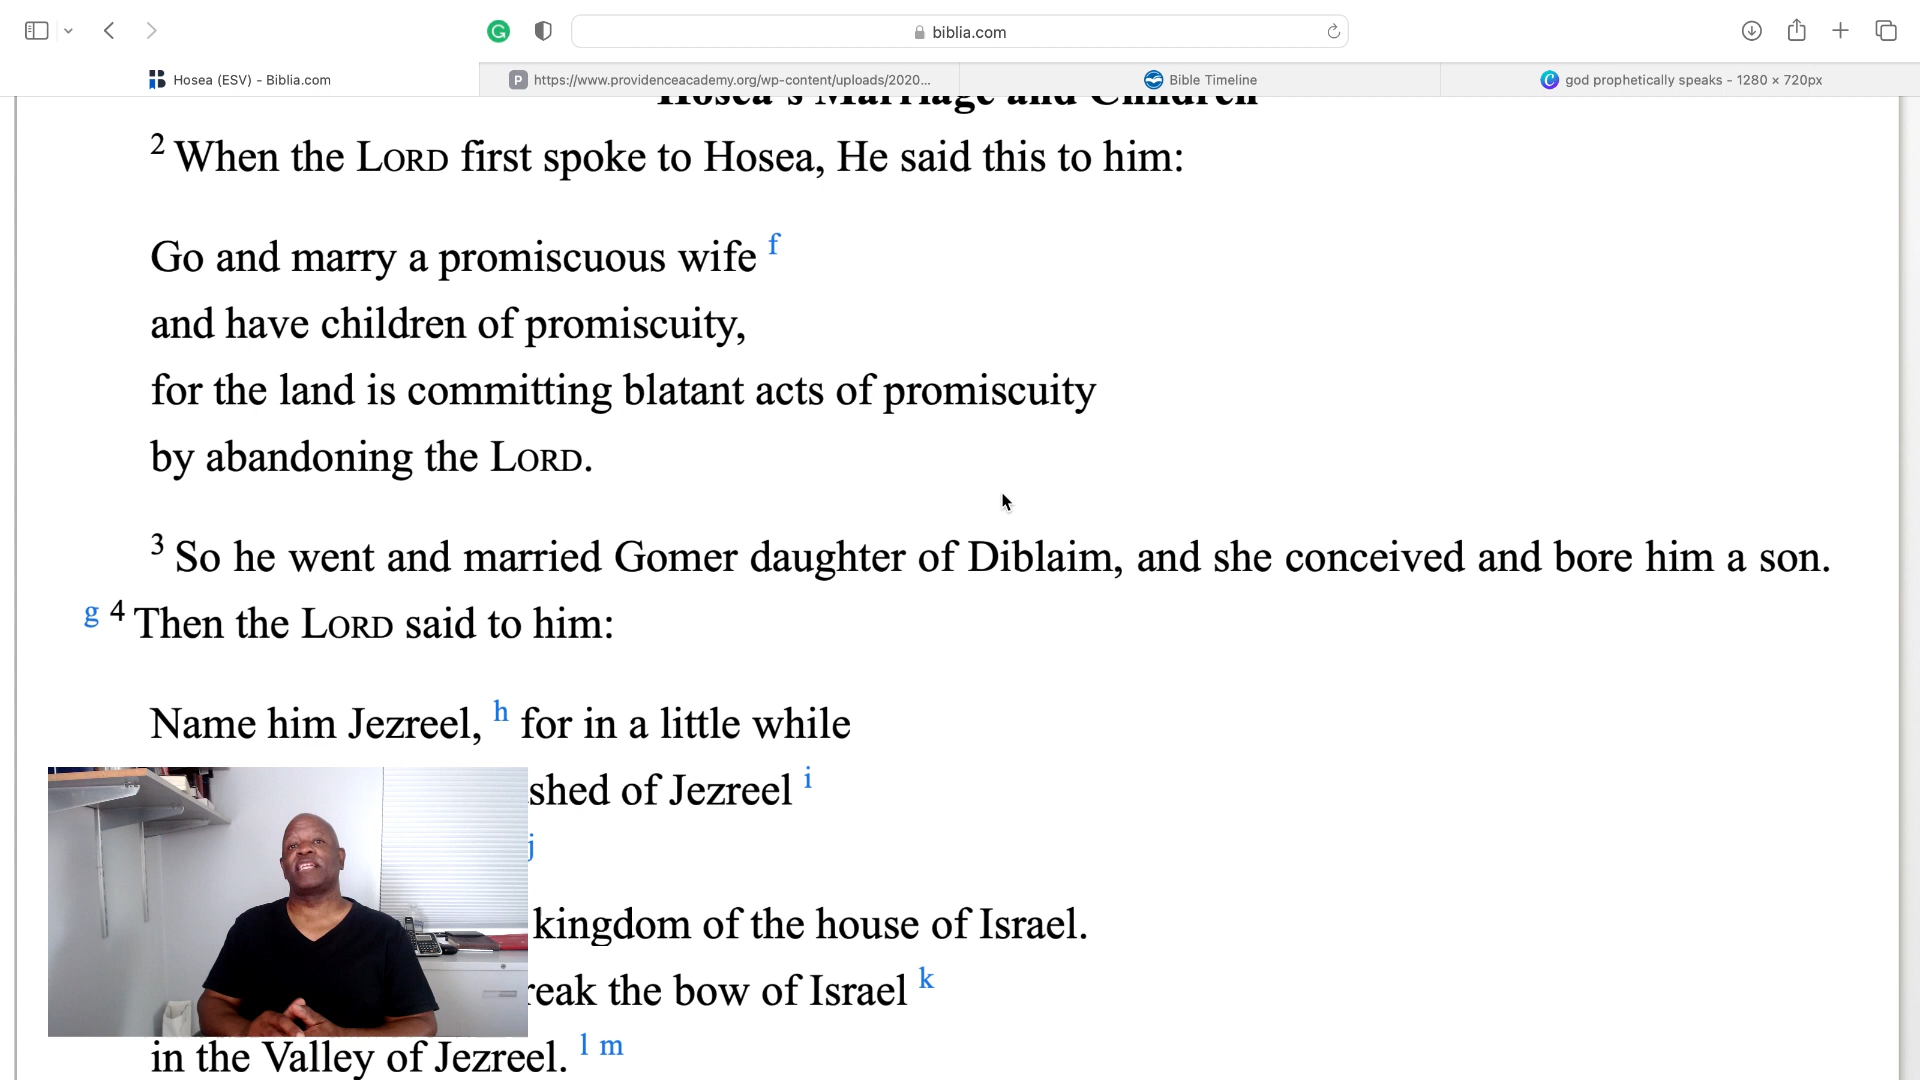 biblia.com
Hosea (ESV) - Biblia.com
https://www.providenceacademy.org/wp-content/uploads/2020...
Bible Timeline
god prophetically speaks - 1280 × 720px
Hosea's Marriage and Children
2 When the LORD first spoke to Hosea, He said this to him:
Go and marry a promiscuous wife f
and have children of promiscuity,
for the land is committing blatant acts of promiscuity
by abandoning the LORD.
3 So he went and married Gomer daughter of Diblaim, and she conceived and bore him a son.
g 4 Then the LORD said to him:
Name him Jezreel, h for in a little while
shed of Jezreel i
j
kingdom of the house of Israel.
reak the bow of Israel k
in the Valley of Jezreel. l m